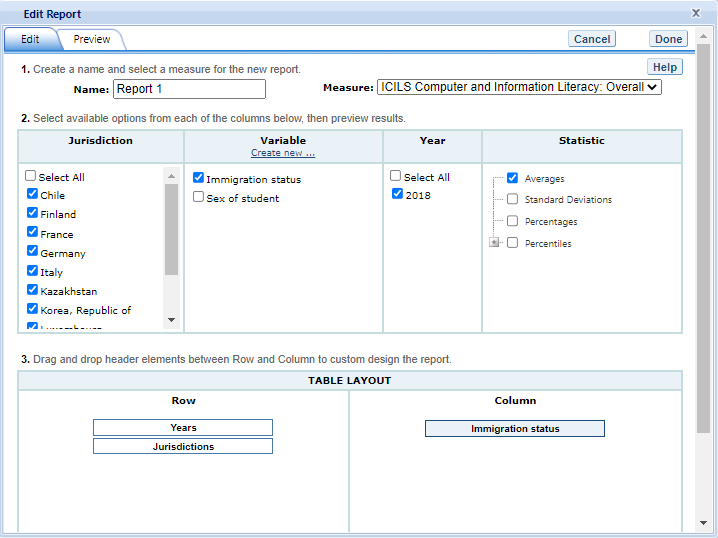 Edit Report
x
Edit Preview Cancel Done
1. Create a name and select a measure for the new report. Help
Name: Report 1 Measure: ICILS Computer and Information Literacy: Overall
2. Select available options from each of the columns below, then preview results.
Jurisdiction Variable Year Statistic
Create new ...
Select All Immigration status Select All Averages
Chile Sex of student 2018 Standard Deviations
Finland Percentages
France Percentiles
Germany
Italy
Kazakhstan
Korea, Republic of
Luxembourg
3. Drag and drop header elements between Row and Column to custom design the report.
TABLE LAYOUT
Row Column
Years Immigration status
Jurisdictions